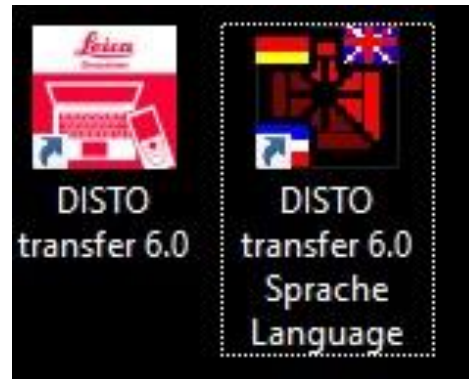 Leica
DISTO
transfer 6.0
DISTO
transfer 6.0
Sprache
Language